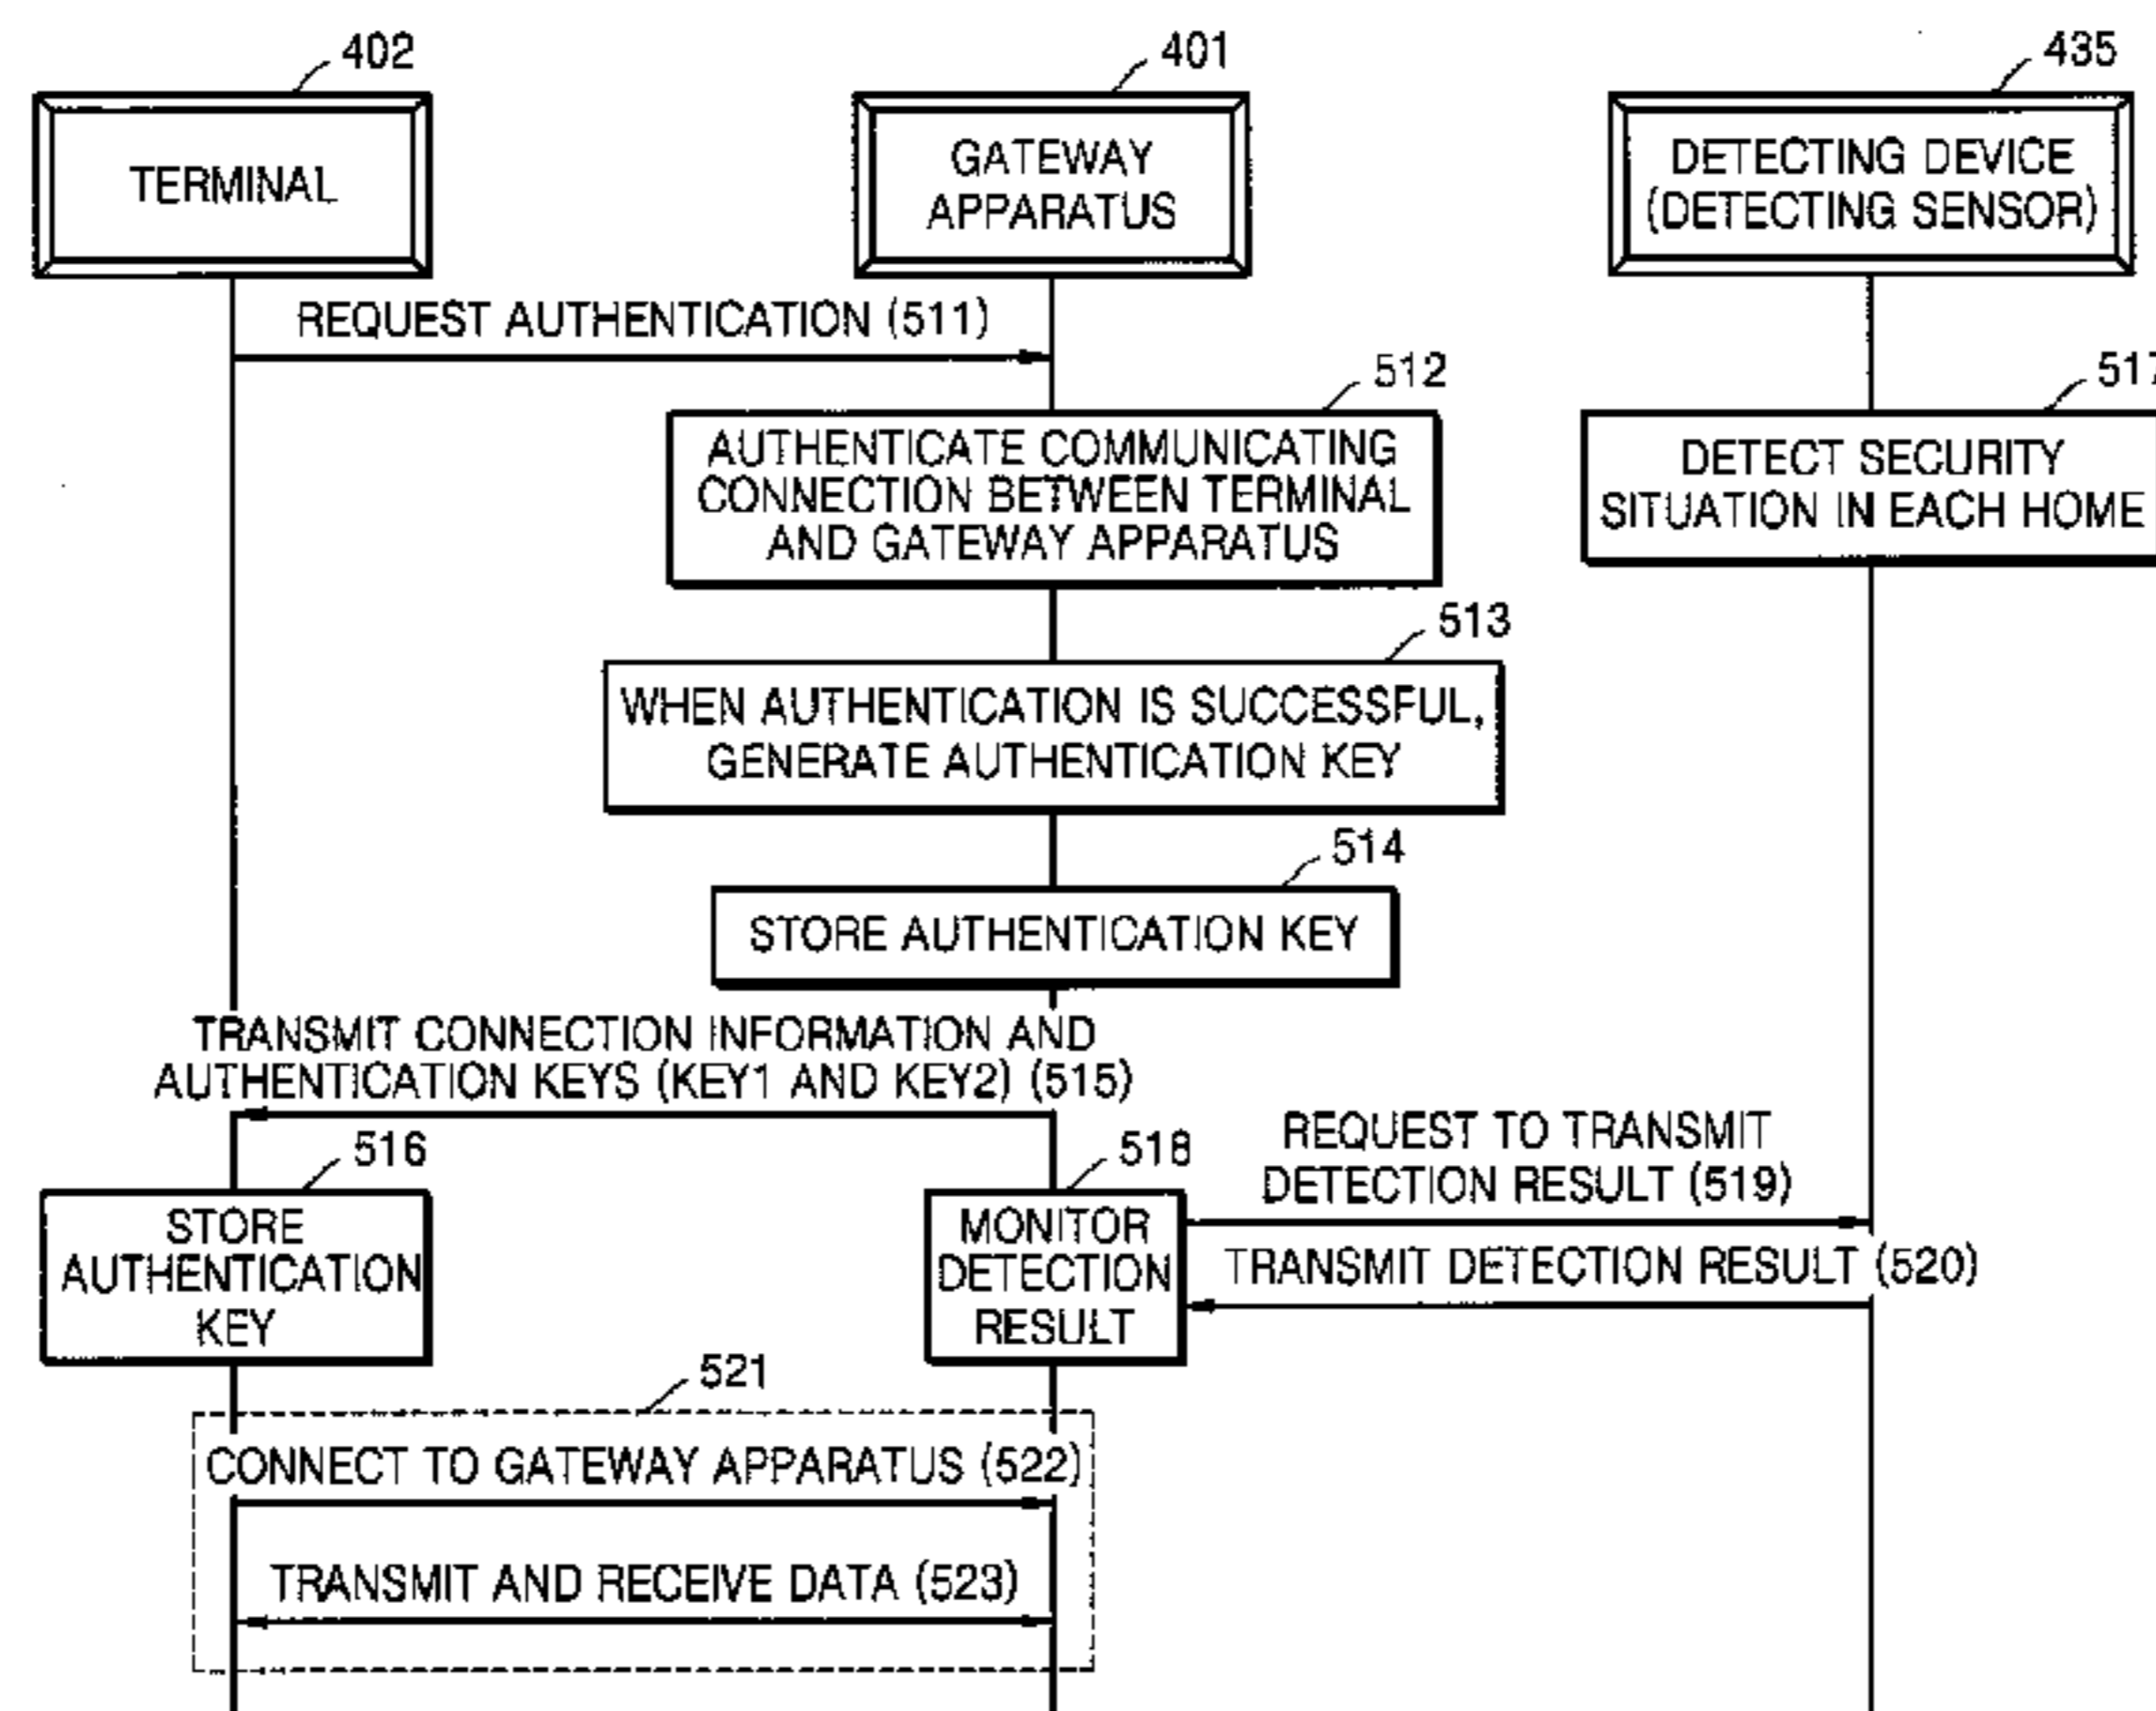 402
401
435
TERMINAL
GATEWAY
APPARATUS
DETECTING DEVICE
(DETECTING SENSOR)
REQUEST AUTHENTICATION (511)
512
517
AUTHENTICATE COMMUNICATING
CONNECTION BETWEEN TERMINAL
AND GATEWAY APPARATUS
DETECT SECURITY
SITUATION IN EACH HOME
513
WHEN AUTHENTICATION IS SUCCESSFUL,
GENERATE AUTHENTICATION KEY
514
STORE AUTHENTICATION KEY
TRANSMIT CONNECTION INFORMATION AND
AUTHENTICATION KEYS (KEY1 AND KEY2) (515)
516
518
REQUEST TO TRANSMIT
DETECTION RESULT (519)
STORE
AUTHENTICATION
KEY
MONITOR
DETECTION
RESULT
TRANSMIT DETECTION RESULT (520)
521
CONNECT TO GATEWAY APPARATUS (522)
TRANSMIT AND RECEIVE DATA (523)